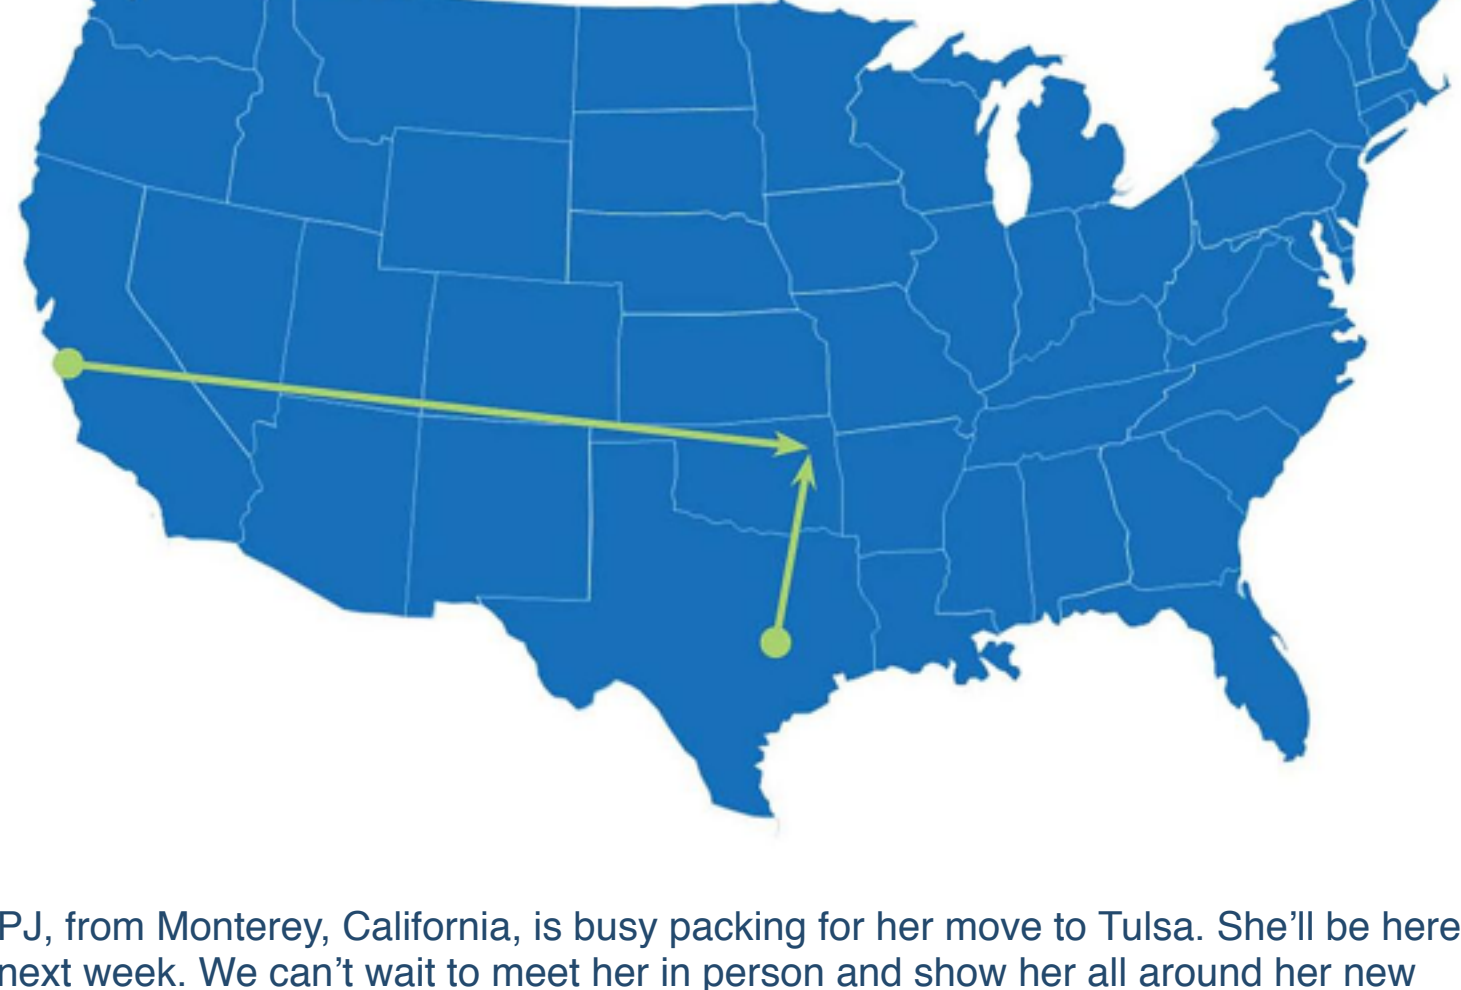 PJ, from Monterey, California, is busy packing for her move to Tulsa. She’ll be here
next week. We can’t wait to meet her in person and show her all around her new